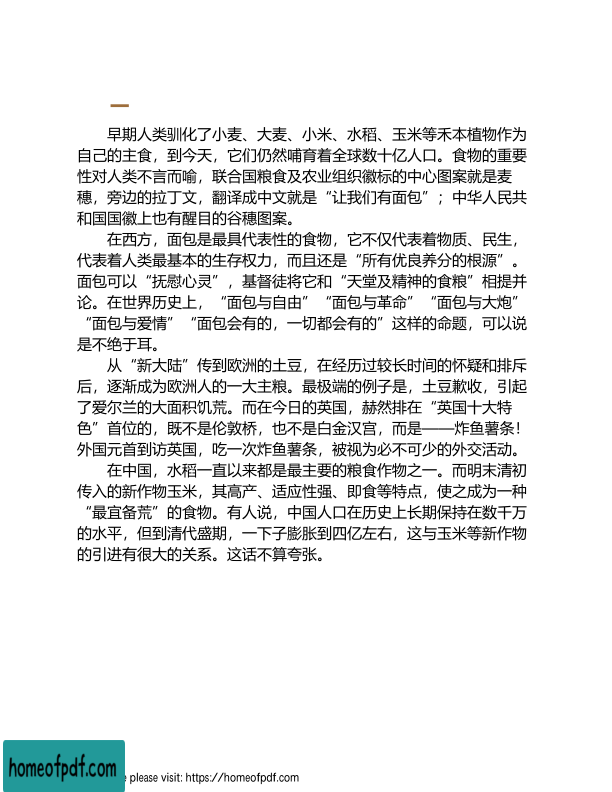 一
早期人类驯化了小麦、大麦、小米、水稻、玉米等禾本植物作为
自己的主食，到今天，它们仍然哺育着全球数十亿人口。食物的重要
性对人类不言而喻，联合国粮食及农业组织徽标的中心图案就是麦
穗，旁边的拉丁文，翻译成中文就是“让我们有面包”；中华人民共
和国国徽上也有醒目的谷穗图案。
在西方，面包是最具代表性的食物，它不仅代表着物质、民生，
代表着人类最基本的生存权力，而且还是“所有优良养分的根源”。
面包可以“抚慰心灵”，基督徒将它和“天堂及精神的食粮”相提并
论。在世界历史上，“面包与自由”“面包与革命”“面包与大炮”
“面包与爱情”“面包会有的，一切都会有的”这样的命题，可以说
是不绝于耳。
从“新大陆”传到欧洲的土豆，在经历过较长时间的怀疑和排斥
后，逐渐成为欧洲人的一大主粮。最极端的例子是，土豆歉收，引起
了爱尔兰的大面积饥荒。而在今日的英国，赫然排在“英国十大特
色”首位的，既不是伦敦桥，也不是白金汉宫，而是——炸鱼薯条！
外国元首到访英国，吃一次炸鱼薯条，被视为必不可少的外交活动。
在中国，水稻一直以来都是最主要的粮食作物之一。而明末清初
传入的新作物玉米，其高产、适应性强、即食等特点，使之成为一种
“最宜备荒”的食物。有人说，中国人口在历史上长期保持在数千万
的水平，但到清代盛期，一下子膨胀到四亿左右，这与玉米等新作物
的引进有很大的关系。这话不算夸张。
homeofpdf.com
e please visit: https://homeofpdf.com